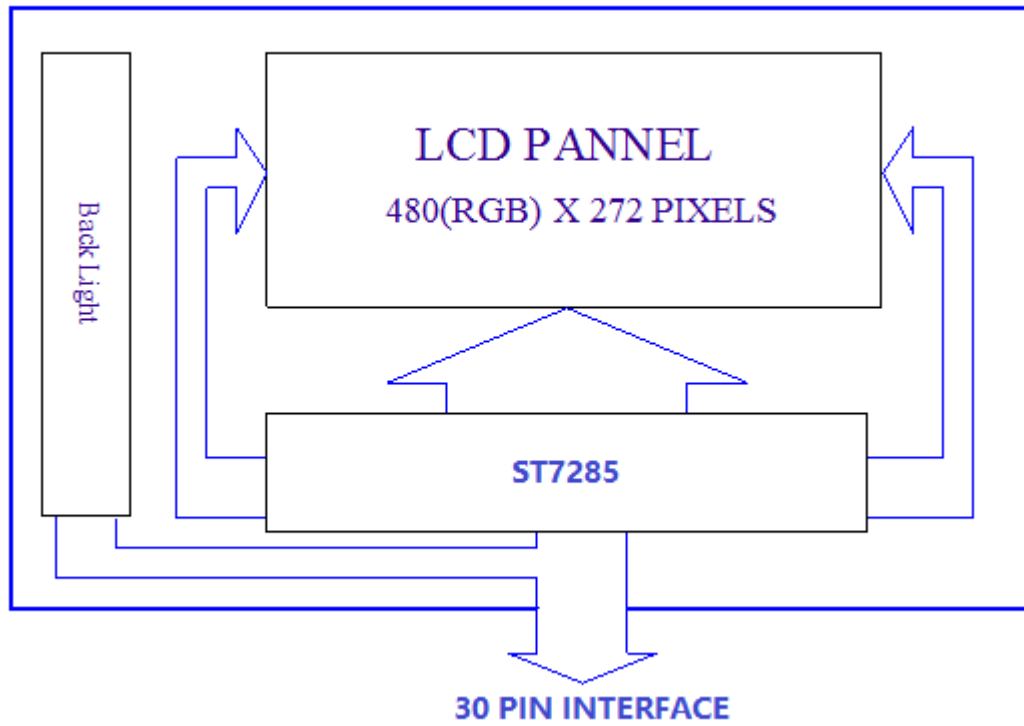 LCD PANNEL
480(RGB) X 272 PIXELS
Back Light
ST7285
30 PIN INTERFACE